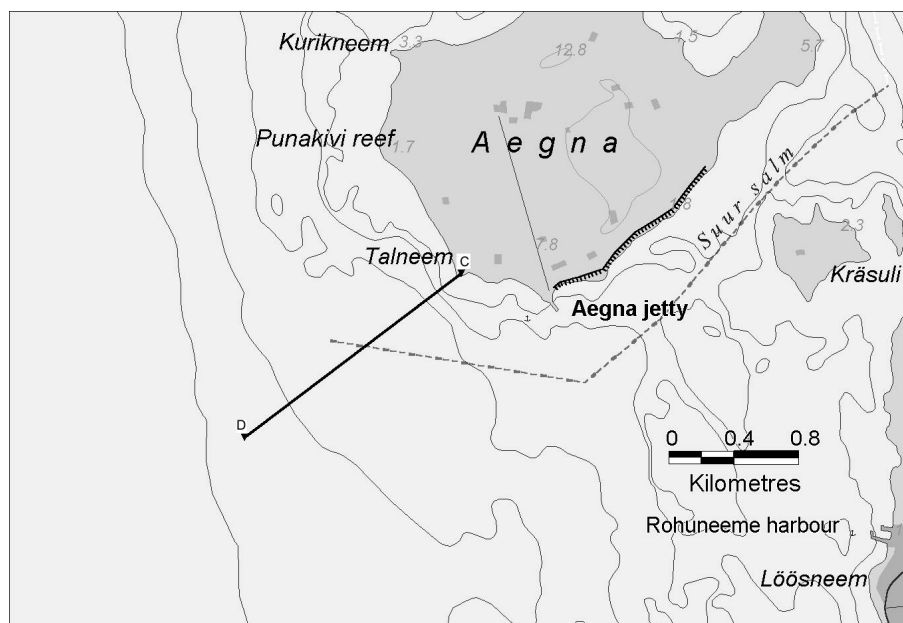 Kurikneem
3.3
12.8
1.5
5.7
Punakivi reef
1.7
Aegna
Suur salm
2.3
7.8
Talneem
C
Kräsuli
Aegna jetty
D
0 0.4 0.8
Kilometres
Rohuneeme harbour
Löösneem